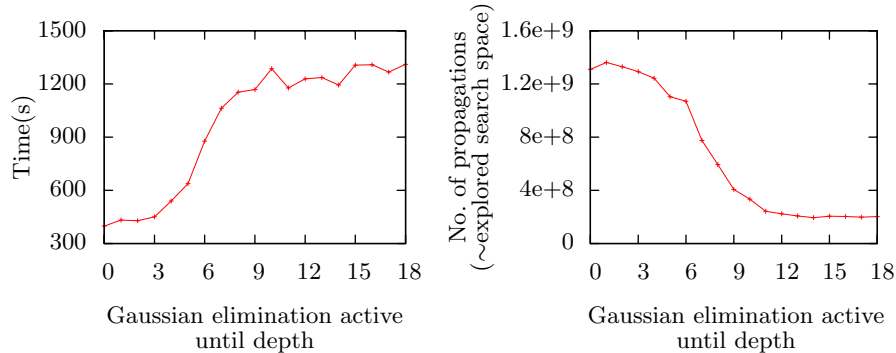 Time(s)
1500
1200
900
600
300
0 3 6 9 12 15 18
Gaussian elimination active
until depth
No. of propagations
(∼explored search space)
1.6e+9
1.2e+9
8e+8
4e+8
0
0 3 6 9 12 15 18
Gaussian elimination active
until depth